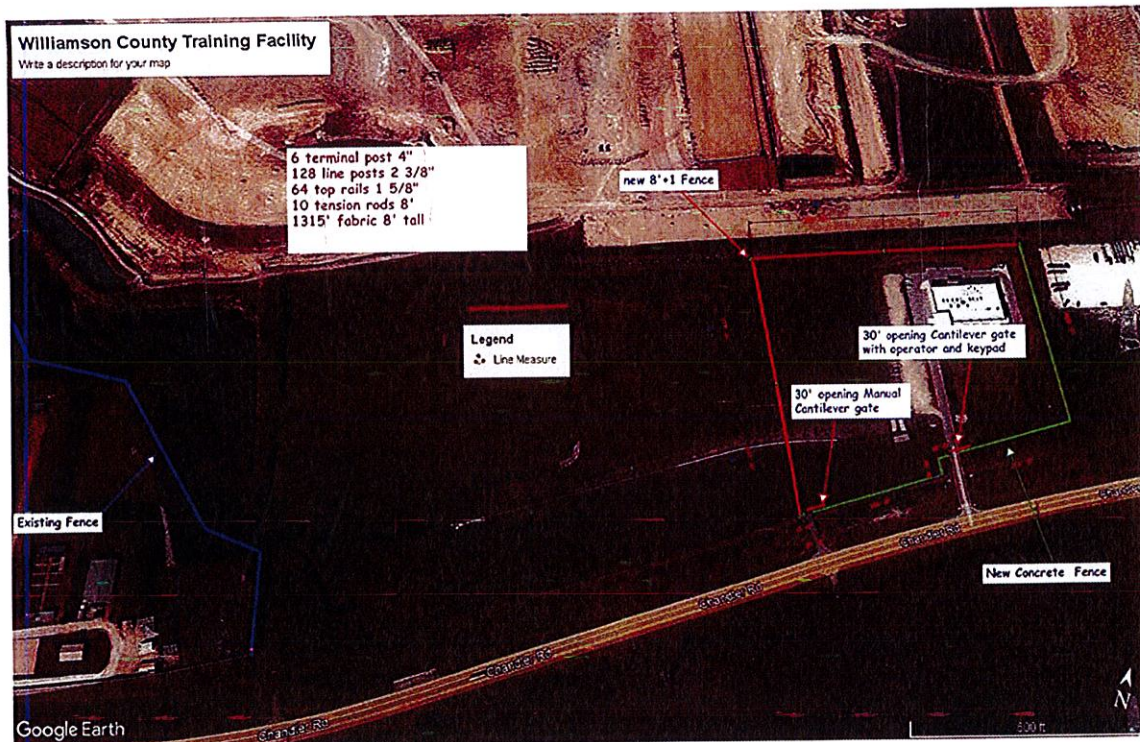 Williamson County Training Facility
Write a description for your map
6 terminal post 4"
128 line posts 2 3/8"
64 top rails 1 5/8"
10 tension rods 8'
1315' fabric 8' tall
new 8'+1 Fence
Legend
Line Measure
30' opening Cantilever gate
with operator and keypad
30' opening Manual
Cantilever gate
Existing Fence
New Concrete Fence
Chandler Rd
Chandler Rd
Chandler Rd
Chandler Rd
Google Earth
N